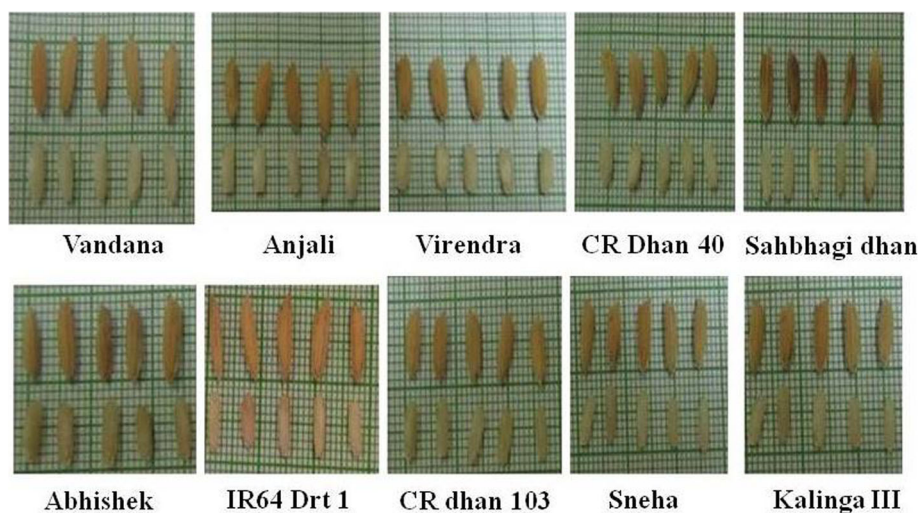 Vandana Anjali Virendra CR Dhan 40 Sahbhagi dhan
Abhishek IR64 Drt 1 CR dhan 103 Sneha Kalinga III